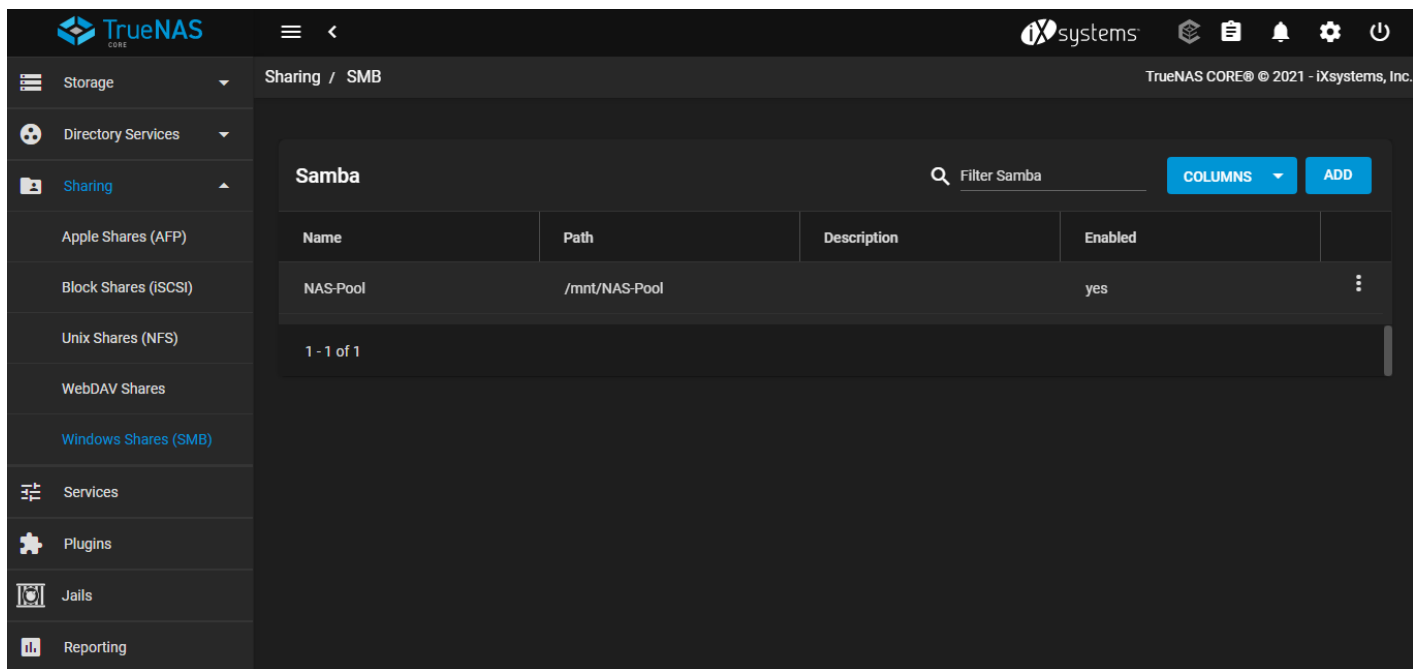 TrueNAS
CORE
iXsystems
Storage
Sharing / SMB
TrueNAS CORE® © 2021 - iXsystems, Inc.
Directory Services
Sharing
Samba
Filter Samba
COLUMNS
ADD
Apple Shares (AFP)
Name Path Description Enabled
Block Shares (iSCSI)
NAS-Pool /mnt/NAS-Pool yes
Unix Shares (NFS)
1 - 1 of 1
WebDAV Shares
Windows Shares (SMB)
Services
Plugins
Jails
Reporting